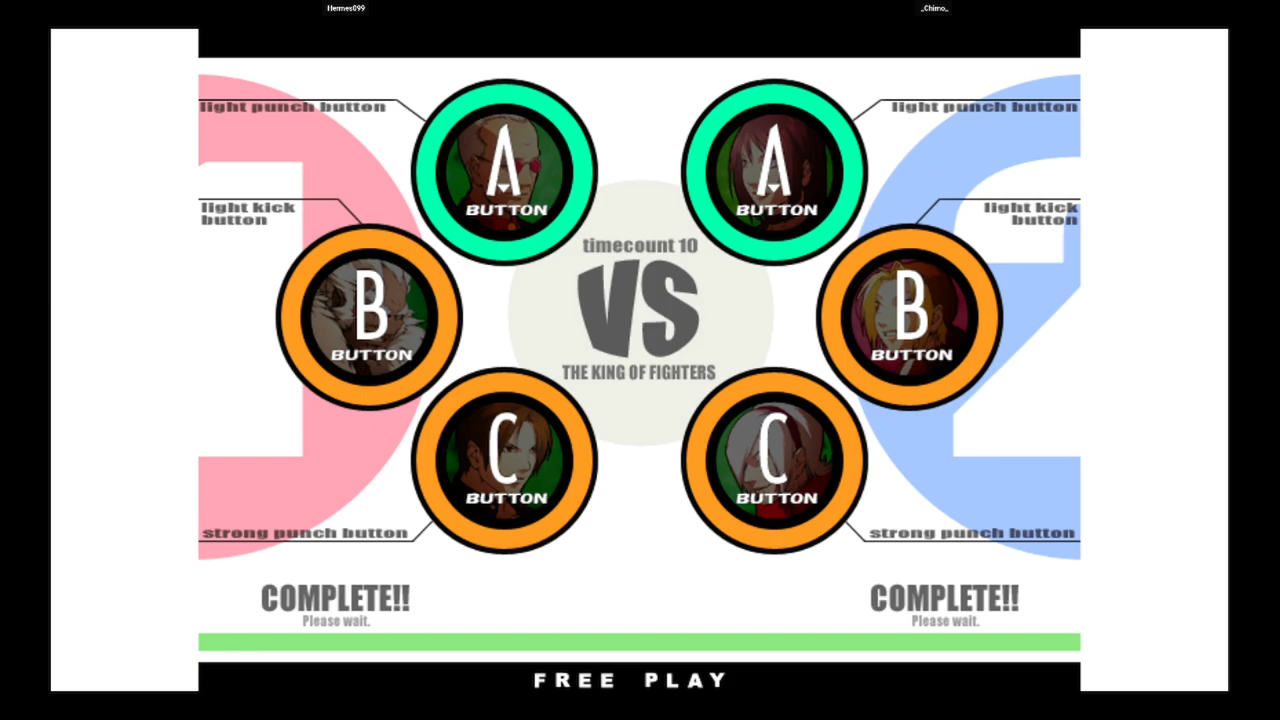 Hermes099
_Chimo_
light punch button
light punch button
A
BUTTON
A
BUTTON
light kick
button
light kick
button
B
BUTTON
timecount 10
VS
THE KING OF FIGHTERS
B
BUTTON
C
BUTTON
C
BUTTON
strong punch button
strong punch button
COMPLETE!!
Please wait.
COMPLETE!!
Please wait.
FREE PLAY